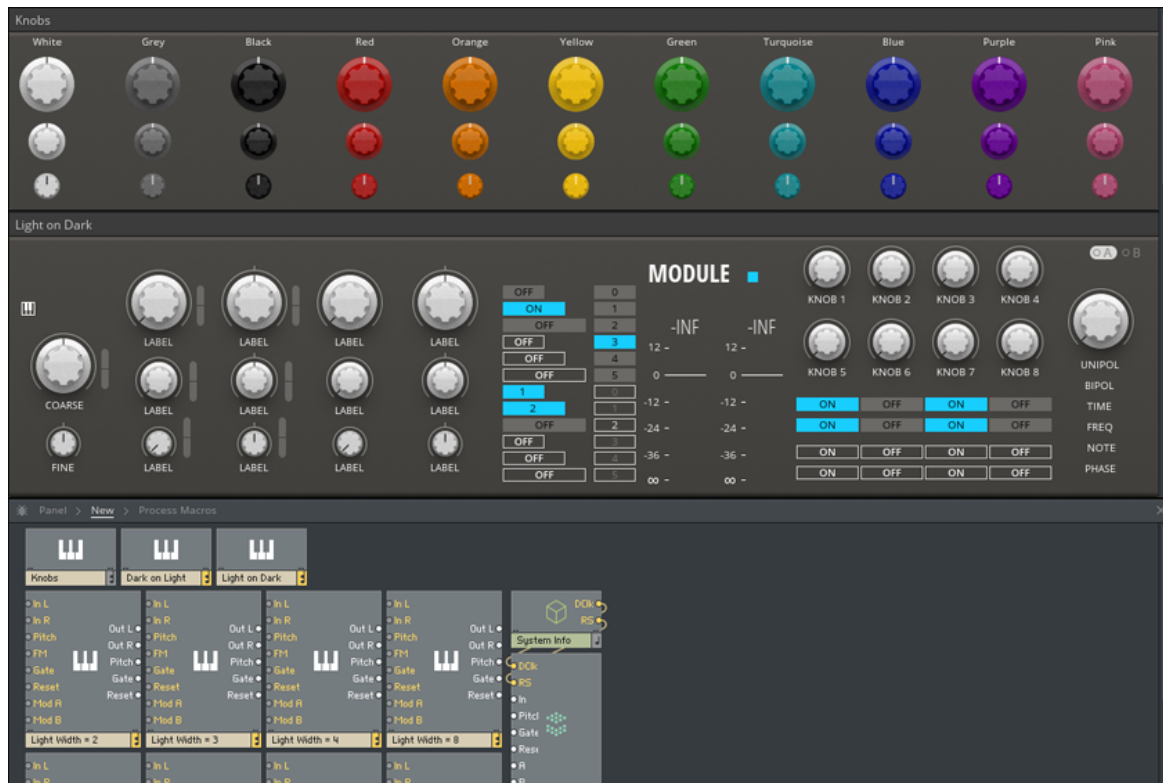 Knobs
White Grey Black Red Orange Yellow Green Turquoise Blue Purple Pink
Light on Dark
COARSE
FINE
LABEL LABEL LABEL LABEL
LABEL LABEL LABEL LABEL
LABEL LABEL LABEL LABEL
OFF 0
ON 1
OFF 2
OFF 3
OFF 4
OFF 5
1 0
2 1
OFF 2
OFF 3
OFF 4
OFF 5
MODULE
-INF -INF
12 - 12 -
0 0
-12 - -12 -
-24 - -24 -
-36 - -36 -
∞ - ∞ -
KNOB 1 KNOB 2 KNOB 3 KNOB 4
KNOB 5 KNOB 6 KNOB 7 KNOB 8
ON OFF ON OFF
ON OFF ON OFF
ON OFF ON OFF
ON OFF ON OFF
A B
UNIPOL
BIPOL
TIME
FREQ
NOTE
PHASE
Panel > New > Process Macros
Knobs Dark on Light Light on Dark
In L
In R
Pitch
FM
Gate
Reset
Mod A
Mod B
Out L
Out R
Pitch
Gate
Reset
Light Width = 2
In L
In R
Pitch
FM
Gate
Reset
Mod A
Mod B
Out L
Out R
Pitch
Gate
Reset
Light Width = 3
In L
In R
Pitch
FM
Gate
Reset
Mod A
Mod B
Out L
Out R
Pitch
Gate
Reset
Light Width = 4
In L
In R
Pitch
FM
Gate
Reset
Mod A
Mod B
Out L
Out R
Pitch
Gate
Reset
Light Width = 8
DClk
RS
System Info
DClk
RS
In
Pitcl
Gate
Rese
A
B
In L In L In L In L
In R In R In R In R